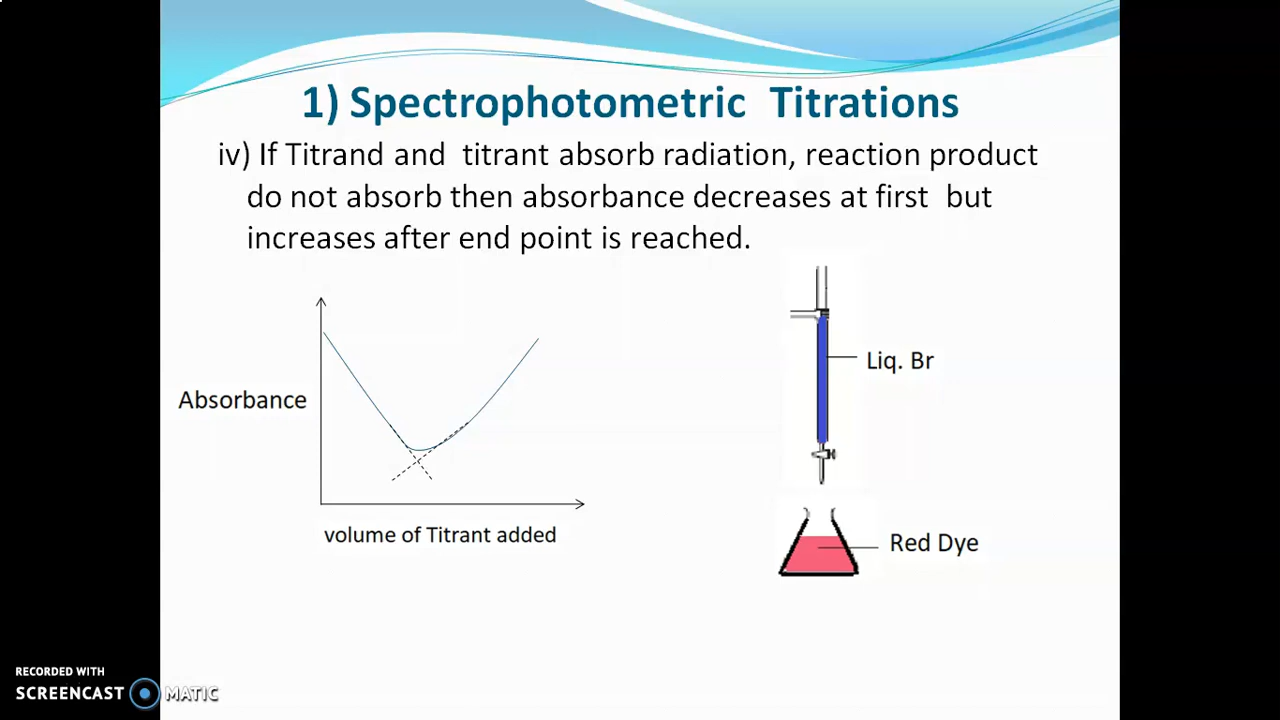 1) Spectrophotometric Titrations
iv) If Titrand and titrant absorb radiation, reaction product
do not absorb then absorbance decreases at first but
increases after end point is reached.
Absorbance
volume of Titrant added
Liq. Br
Red Dye
RECORDED WITH
SCREENCAST MATIC